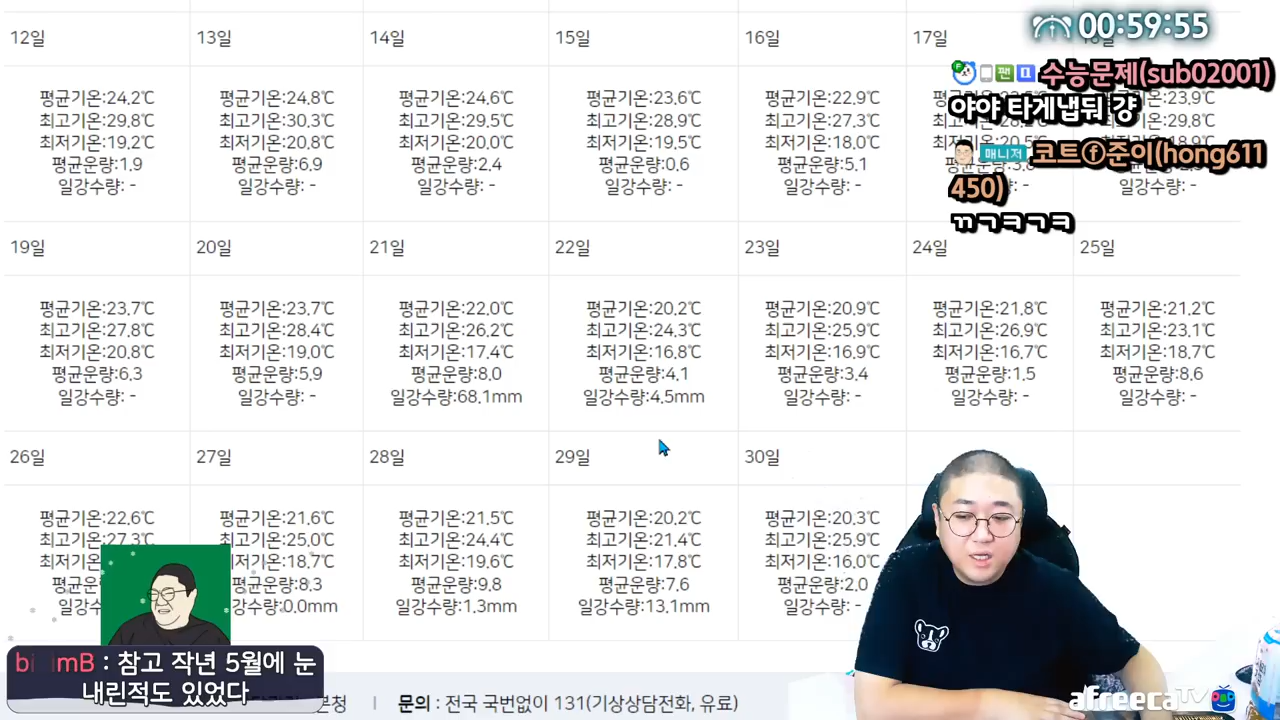 12일 13일 14일 15일 16일 17일
00:59:55
수능문제(sub02001)
야야 타게냅둬 걍
매니저 코트ⓕ준이(hong611
450)
ㄲㄱㅋㄱㅋ
평균기온:24.2℃ 평균기온:24.8℃ 평균기온:24.6℃ 평균기온:23.6℃ 평균기온:22.9℃
최고기온:29.8℃ 최고기온:30.3℃ 최고기온:29.5℃ 최고기온:28.9℃ 최고기온:27.3℃ 최고기온:29.8℃
최저기온:19.2℃ 최저기온:20.8℃ 최저기온:20.0℃ 최저기온:19.5℃ 최저기온:18.0℃
평균운량:1.9 평균운량:2.4 평균운량:0.6 평균운량:5.1
일강수량: - 일강수량: - 일강수량: - 일강수량: - 일강수량: - 일강수량: -
19일 20일 21일 22일 23일 24일 25일
평균기온:23.7℃ 평균기온:23.7℃ 평균기온:22.0℃ 평균기온:20.2℃ 평균기온:20.9℃ 평균기온:21.8℃ 평균기온:21.2℃
최고기온:27.8℃ 최고기온:28.4℃ 최고기온:26.2℃ 최고기온:24.3℃ 최고기온:25.9℃ 최고기온:26.9℃ 최고기온:23.1℃
최저기온:20.8℃ 최저기온:19.0℃ 최저기온:17.4℃ 최저기온:16.8℃ 최저기온:16.9℃ 최저기온:16.7℃ 최저기온:18.7℃
평균운량:6.3 평균운량:5.9 평균운량:8.0 평균운량:4.1 평균운량:3.4 평균운량:1.5 평균운량:8.6
일강수량: - 일강수량: - 일강수량:68.1mm 일강수량:4.5mm 일강수량: - 일강수량: - 일강수량: -
26일 27일 28일 29일 30일
평균기온:22.6℃ 평균기온:21.6℃ 평균기온:21.5℃ 평균기온:20.2℃ 평균기온:20.3℃
최고기온:27.3℃ 최고기온:25.0℃ 최고기온:24.4℃ 최고기온:21.4℃ 최고기온:25.9℃
최저기온:18.7℃ 최저기온:19.6℃ 최저기온:17.8℃ 최저기온:16.0℃
평균운량:8.3 평균운량:9.8 평균운량:7.6 평균운량:2.0
0.0mm 일강수량:1.3mm 일강수량:13.1mm 일강수량: -
: 참고 작년 5월에 눈
내린적도 있었다
문의 : 전국 국번없이 131(기상상담전화, 유료)
afreecaTV